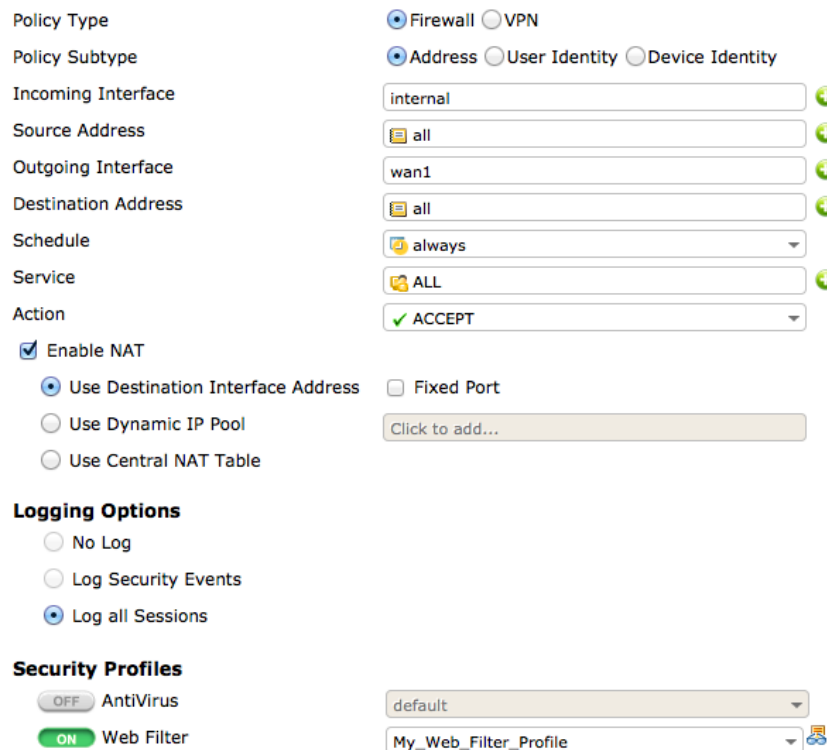 Policy Type Firewall VPN
Policy Subtype Address User Identity Device Identity
Incoming Interface internal
Source Address all
Outgoing Interface wan1
Destination Address all
Schedule always
Service ALL
Action ACCEPT
Enable NAT
Use Destination Interface Address Fixed Port
Use Dynamic IP Pool Click to add...
Use Central NAT Table
Logging Options
No Log
Log Security Events
Log all Sessions
Security Profiles
OFF AntiVirus default
ON Web Filter My_Web_Filter_Profile